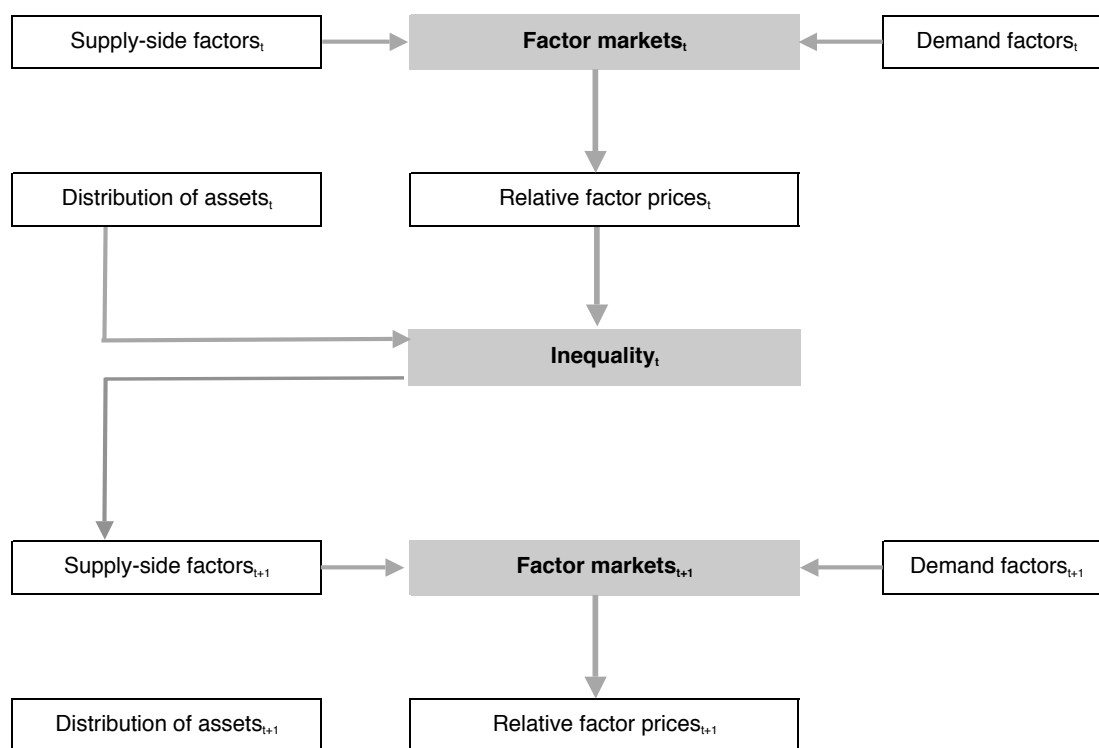 Supply-side factorsₜ
Factor marketsₜ
Demand factorsₜ
Distribution of assetsₜ
Relative factor pricesₜ
Inequalityₜ
Supply-side factorsₜ₊₁
Factor marketsₜ₊₁
Demand factorsₜ₊₁
Distribution of assetsₜ₊₁
Relative factor pricesₜ₊₁